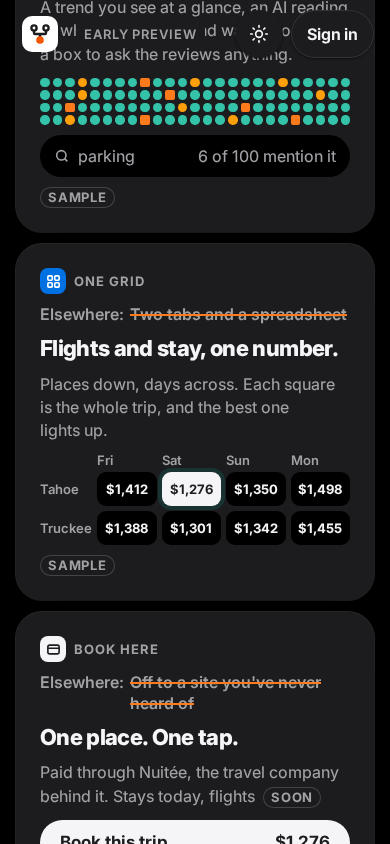 A trend you see at a glance, an AI reading
EARLY PREVIEW
Sign in
a box to ask the reviews anything.
parking
6 of 100 mention it
SAMPLE
ONE GRID
Elsewhere: Two tabs and a spreadsheet
Flights and stay, one number.
Places down, days across. Each square
is the whole trip, and the best one
lights up.
Fri Sat Sun Mon
Tahoe $1,412 $1,276 $1,350 $1,498
Truckee $1,388 $1,301 $1,342 $1,455
SAMPLE
BOOK HERE
Elsewhere: Off to a site you've never
heard of
One place. One tap.
Paid through Nuitée, the travel company
behind it. Stays today, flights SOON
Book this trip $1,276